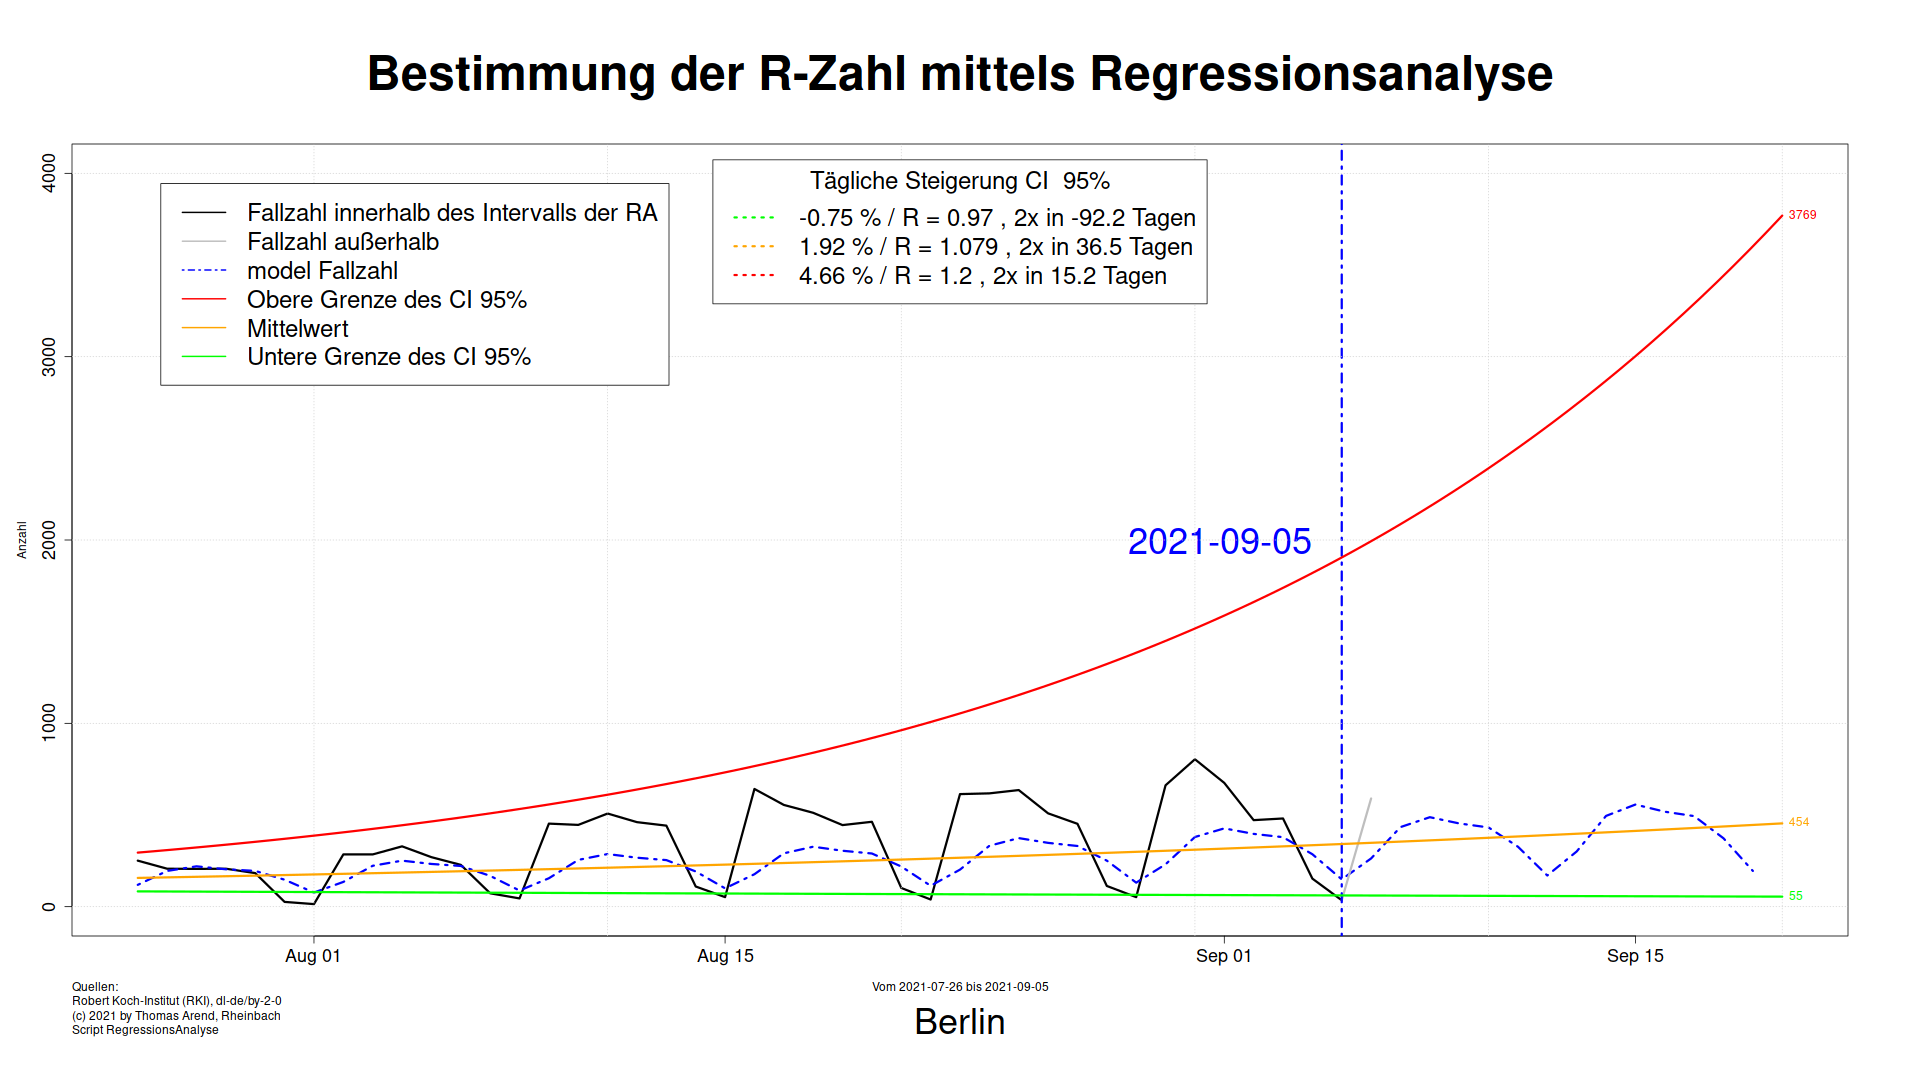 Bestimmung der R-Zahl mittels Regressionsanalyse
Anzahl
4000
3000
2000
1000
0
Fallzahl innerhalb des Intervalls der RA
Fallzahl außerhalb
model Fallzahl
Obere Grenze des CI 95%
Mittelwert
Untere Grenze des CI 95%
Tägliche Steigerung CI  95%
-0.75 % / R = 0.97 , 2x in -92.2 Tagen
1.92 % / R = 1.079 , 2x in 36.5 Tagen
4.66 % / R = 1.2 , 2x in 15.2 Tagen
3769
2021-09-05
454
55
Aug 01
Aug 15
Sep 01
Sep 15
Quellen:
Robert Koch-Institut (RKI), dl-de/by-2-0
(c) 2021 by Thomas Arend, Rheinbach
Script RegressionsAnalyse
Vom 2021-07-26 bis 2021-09-05
Berlin